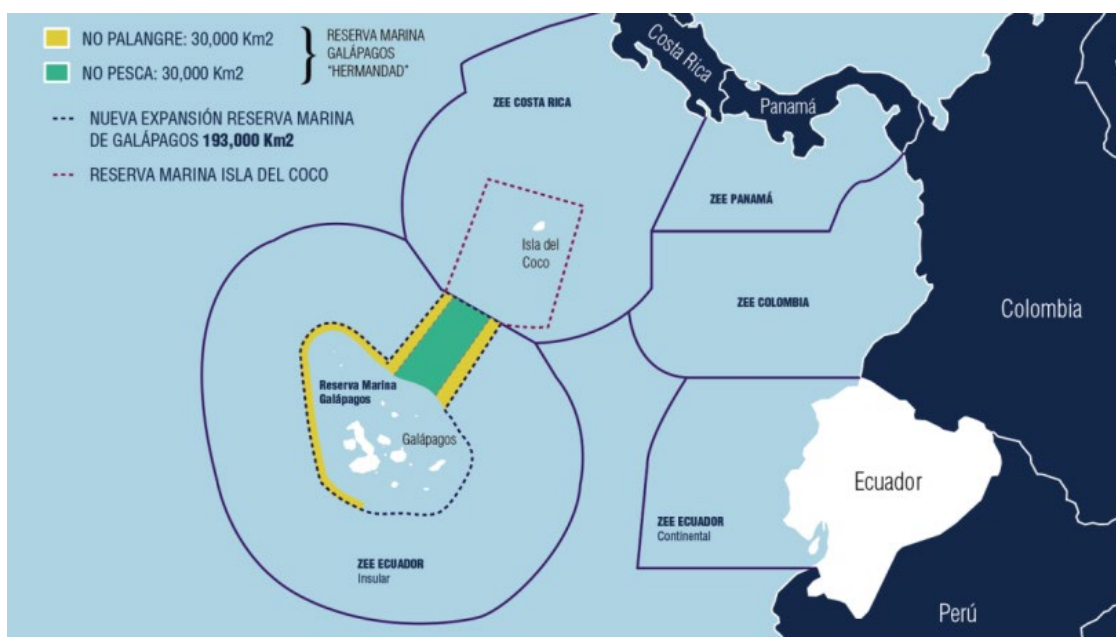 NO PALANGRE: 30,000 Km2
NO PESCA: 30,000 Km2
RESERVA MARINA
GALÁPAGOS
"HERMANDAD"
NUEVA EXPANSIÓN RESERVA MARINA
DE GALÁPAGOS 193,000 Km2
RESERVA MARINA ISLA DEL COCO
ZEE COSTA RICA
Costa Rica
Panamá
ZEE PANAMÁ
Isla del
Coco
ZEE COLOMBIA
Colombia
Reserva Marina
Galápagos
Galápagos
Ecuador
ZEE ECUADOR
Continental
ZEE ECUADOR
Insular
Perú